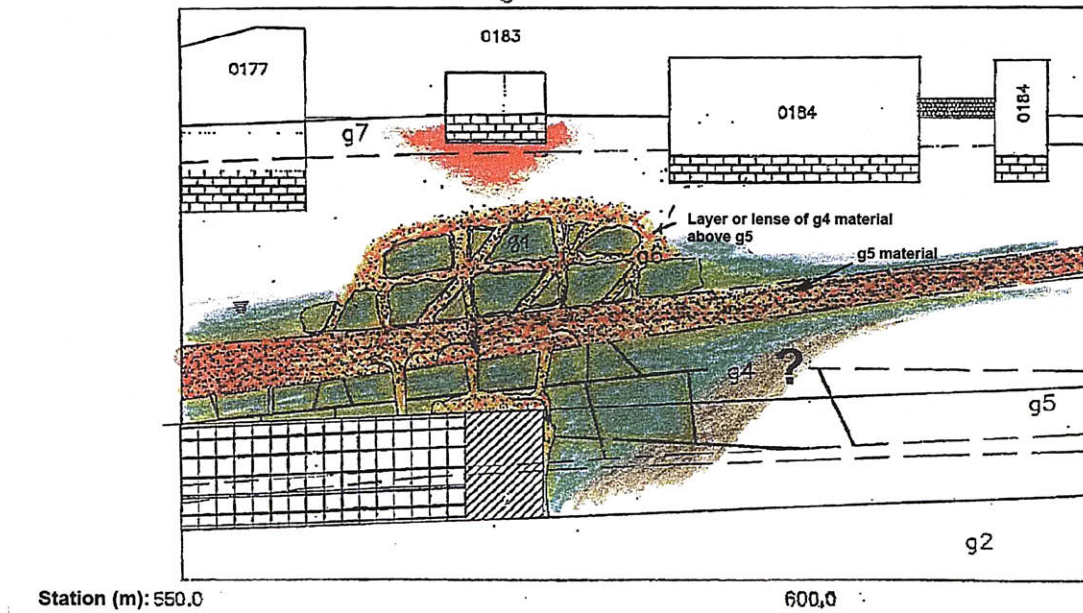 0183
0177
0184
0184
g7
Layer or lense of g4 material
above g5
g6
g5 material
g4
?
g5
g2
Station (m): 550.0
600.0